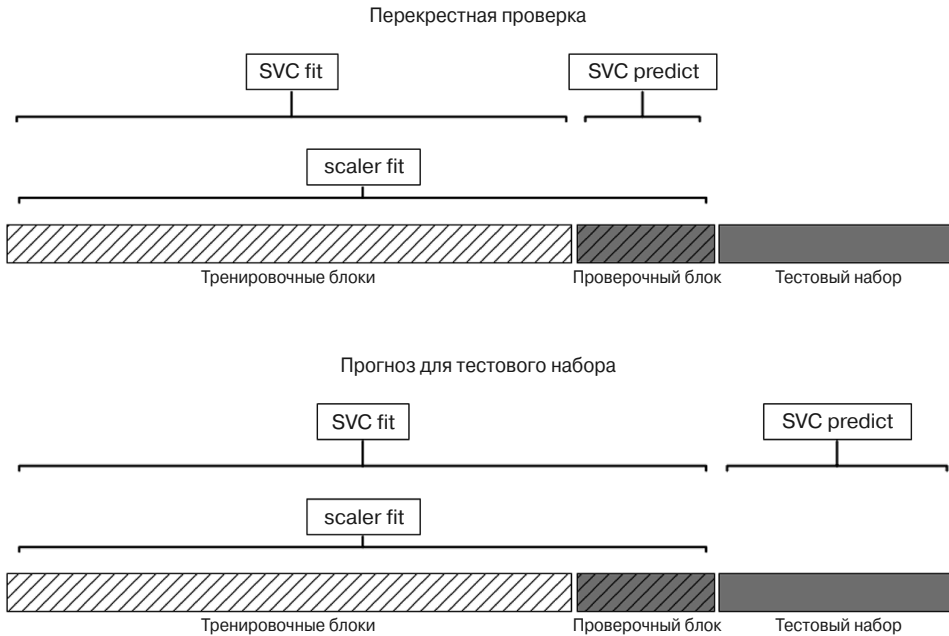 Перекрестная проверка
SVC fit
SVC predict
scaler fit
Тренировочные блоки
Проверочный блок
Тестовый набор
Прогноз для тестового набора
SVC fit
SVC predict
scaler fit
Тренировочные блоки
Проверочный блок
Тестовый набор